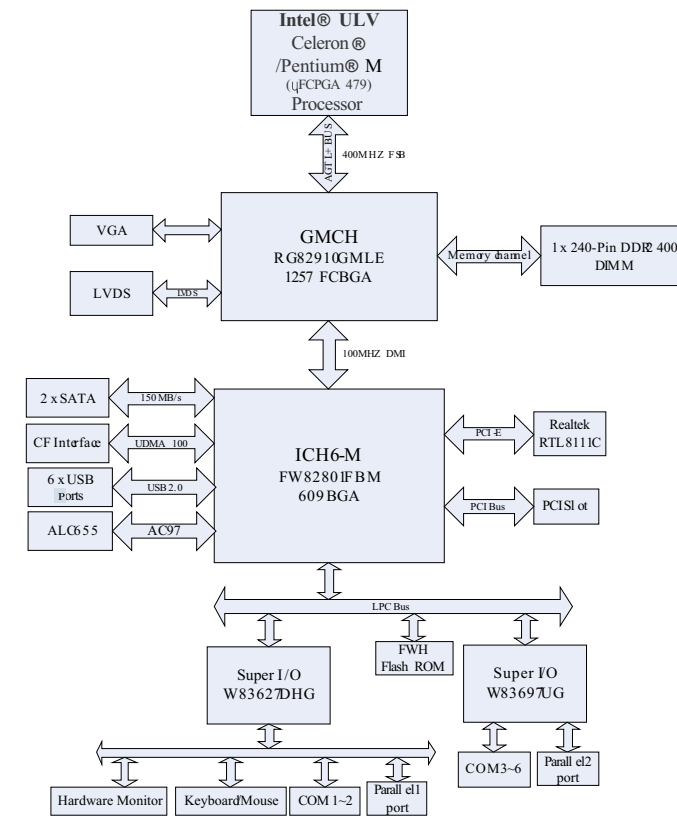 Intel® ULV
Celeron®
/Pentium® M
(μFCPGA 479)
Processor
AGTL+ BUS
400MHZ FSB
VGA
GMCH
RG82910GMLE
1257 FCBGA
Memory channel
1 x 240-Pin DDR2 400
DIMM
LVDS
LVDS
100MHZ DMI
2 x SATA
150MB/s
CF Interface
UDMA 100
6 x USB
Ports
USB 2.0
ALC655
AC97
ICH6-M
FW82801FBM
609 BGA
PCI-E
Realtek
RTL8111C
PCI Bus
PCI Slot
LPC Bus
Super I/O
W83627DHG
FWH
Flash ROM
Super I/O
W83697UG
COM3~6
Parallel2
port
Hardware Monitor
Keyboard/Mouse
COM 1~2
Parallel1
port